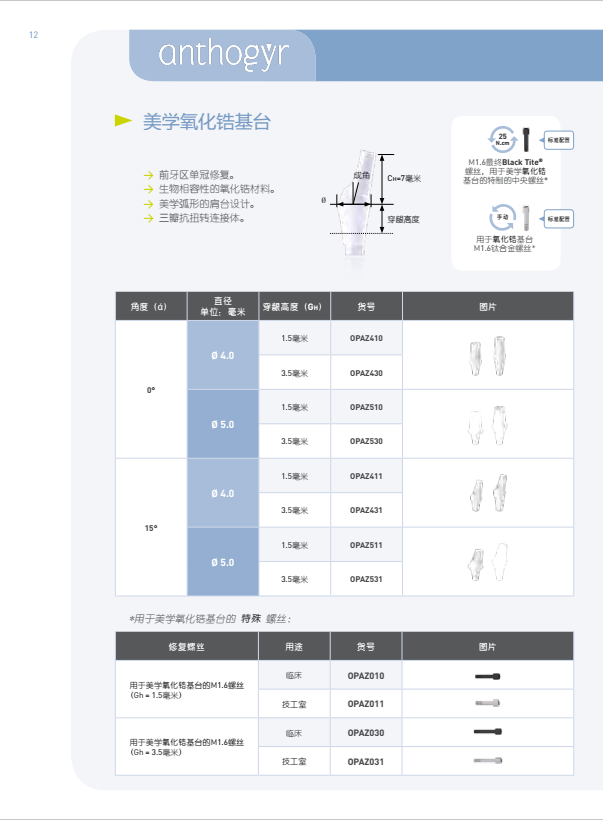 12
anthogyr
美学氧化锆基台
前牙区单冠修复。
生物相容性的氧化锆材料。
美学弧形的肩台设计。
三瓣抗扭转连接体。
成角
CH=7毫米
Ø
穿龈高度
25
N.cm
标准配置
M1.6最终Black Tite®
螺丝，用于美学氧化锆
基台的特制的中央螺丝*
手动
标准配置
用于氧化锆基台
M1.6钛合金螺丝*
角度（ά） 直径 单位：毫米 穿龈高度（GH） 货号 图片
0° Ø 4.0 1.5毫米 OPAZ410
3.5毫米 OPAZ430
Ø 5.0 1.5毫米 OPAZ510
3.5毫米 OPAZ530
15° Ø 4.0 1.5毫米 OPAZ411
3.5毫米 OPAZ431
Ø 5.0 1.5毫米 OPAZ511
3.5毫米 OPAZ531
*用于美学氧化锆基台的 特殊 螺丝：
修复螺丝 用途 货号 图片
用于美学氧化锆基台的M1.6螺丝
(Gh = 1.5毫米)
临床 OPAZ010
技工室 OPAZ011
用于美学氧化锆基台的M1.6螺丝
(Gh = 3.5毫米)
临床 OPAZ030
技工室 OPAZ031